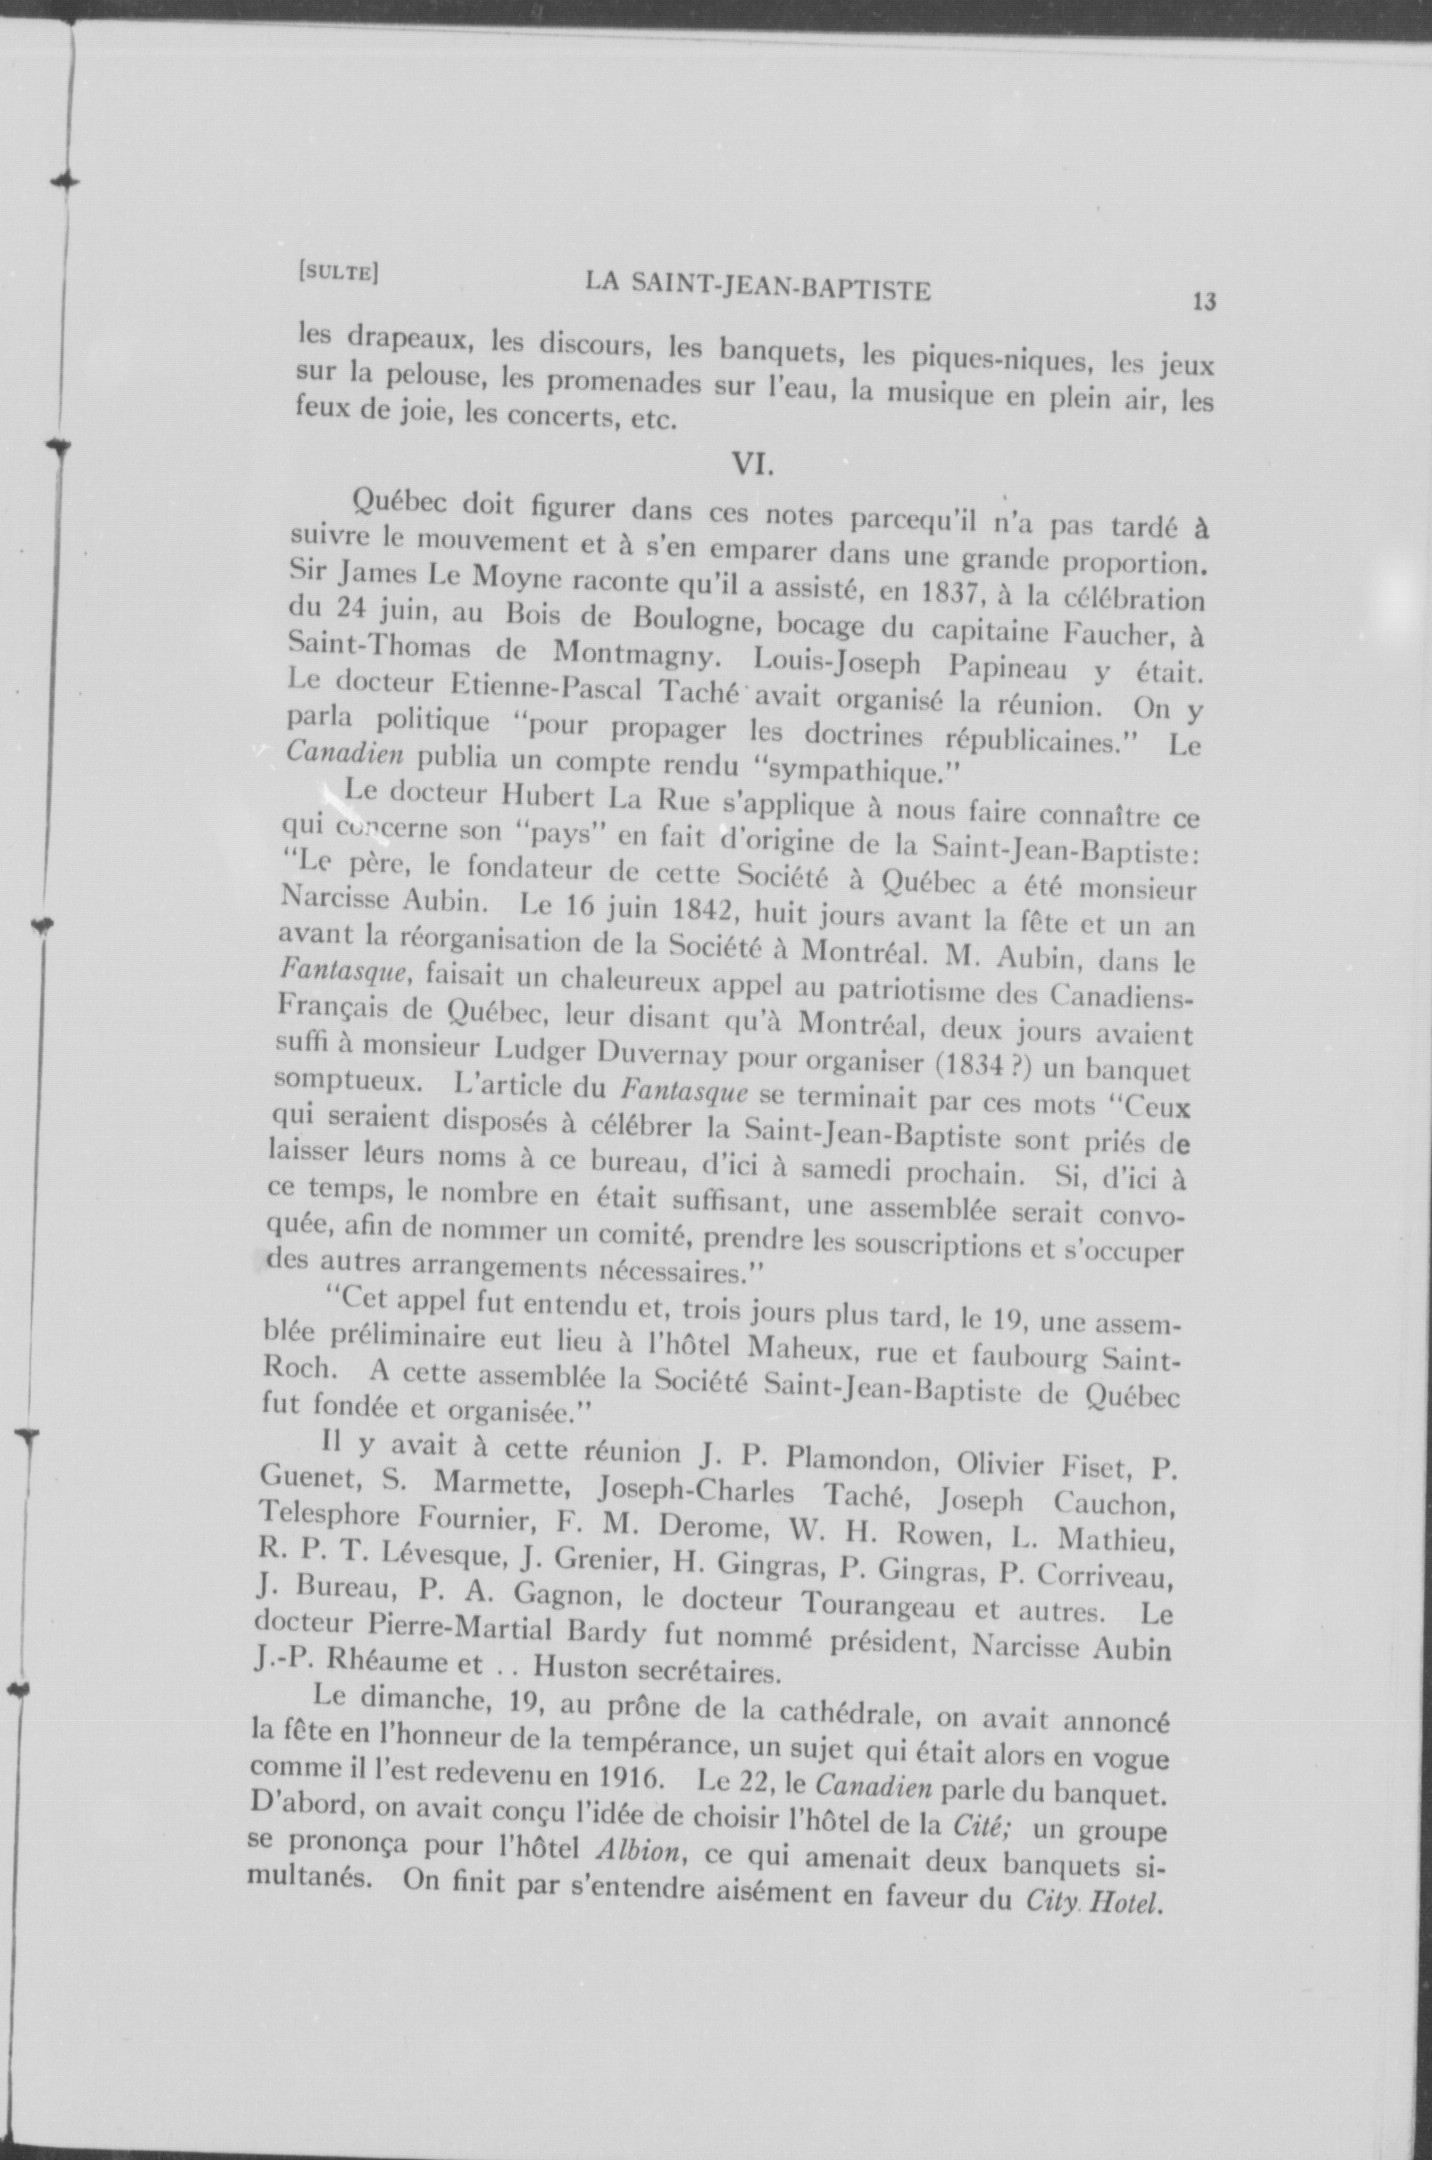 [SULTE] LA SAINT-JEAN-BAPTISTE 13
les drapeaux, les discours, les banquets, les piques-niques, les jeux
sur la pelouse, les promenades sur l'eau, la musique en plein air, les
feux de joie, les concerts, etc.
VI.
Québec doit figurer dans ces notes parcequ'il n'a pas tardé à
suivre le mouvement et à s'en emparer dans une grande proportion.
Sir James Le Moyne raconte qu'il a assisté, en 1837, à la célébration
du 24 juin, au Bois de Boulogne, bocage du capitaine Faucher, à
Saint-Thomas de Montmagny. Louis-Joseph Papineau y était.
Le docteur Etienne-Pascal Taché avait organisé la réunion. On y
parla politique “pour propager les doctrines républicaines.” Le
Canadien publia un compte rendu “sympathique.”
Le docteur Hubert La Rue s'applique à nous faire connaître ce
qui concerne son “pays” en fait d'origine de la Saint-Jean-Baptiste:
“Le père, le fondateur de cette Société à Québec a été monsieur
Narcisse Aubin. Le 16 juin 1842, huit jours avant la fête et un an
avant la réorganisation de la Société à Montréal. M. Aubin, dans le
Fantasque, faisait un chaleureux appel au patriotisme des Canadiens-
Français de Québec, leur disant qu'à Montréal, deux jours avaient
suffi à monsieur Ludger Duvernay pour organiser (1834 ?) un banquet
somptueux. L'article du Fantasque se terminait par ces mots “Ceux
qui seraient disposés à célébrer la Saint-Jean-Baptiste sont priés de
laisser leurs noms à ce bureau, d'ici à samedi prochain. Si, d'ici à
ce temps, le nombre en était suffisant, une assemblée serait convo-
quée, afin de nommer un comité, prendre les souscriptions et s'occuper
des autres arrangements nécessaires.”
“Cet appel fut entendu et, trois jours plus tard, le 19, une assem-
blée préliminaire eut lieu à l'hôtel Maheux, rue et faubourg Saint-
Roch. A cette assemblée la Société Saint-Jean-Baptiste de Québec
fut fondée et organisée.”
Il y avait à cette réunion J. P. Plamondon, Olivier Fiset, P.
Guenet, S. Marmette, Joseph-Charles Taché, Joseph Cauchon,
Telesphore Fournier, F. M. Derome, W. H. Rowen, L. Mathieu,
R. P. T. Lévesque, J. Grenier, H. Gingras, P. Gingras, P. Corriveau,
J. Bureau, P. A. Gagnon, le docteur Tourangeau et autres. Le
docteur Pierre-Martial Bardy fut nommé président, Narcisse Aubin
J.-P. Rhéaume et .. Huston secrétaires.
Le dimanche, 19, au prône de la cathédrale, on avait annoncé
la fête en l'honneur de la tempérance, un sujet qui était alors en vogue
comme il l'est redevenu en 1916. Le 22, le Canadien parle du banquet.
D'abord, on avait conçu l'idée de choisir l'hôtel de la Cité; un groupe
se prononça pour l'hôtel Albion, ce qui amenait deux banquets si-
multanés. On finit par s'entendre aisément en faveur du City Hotel.